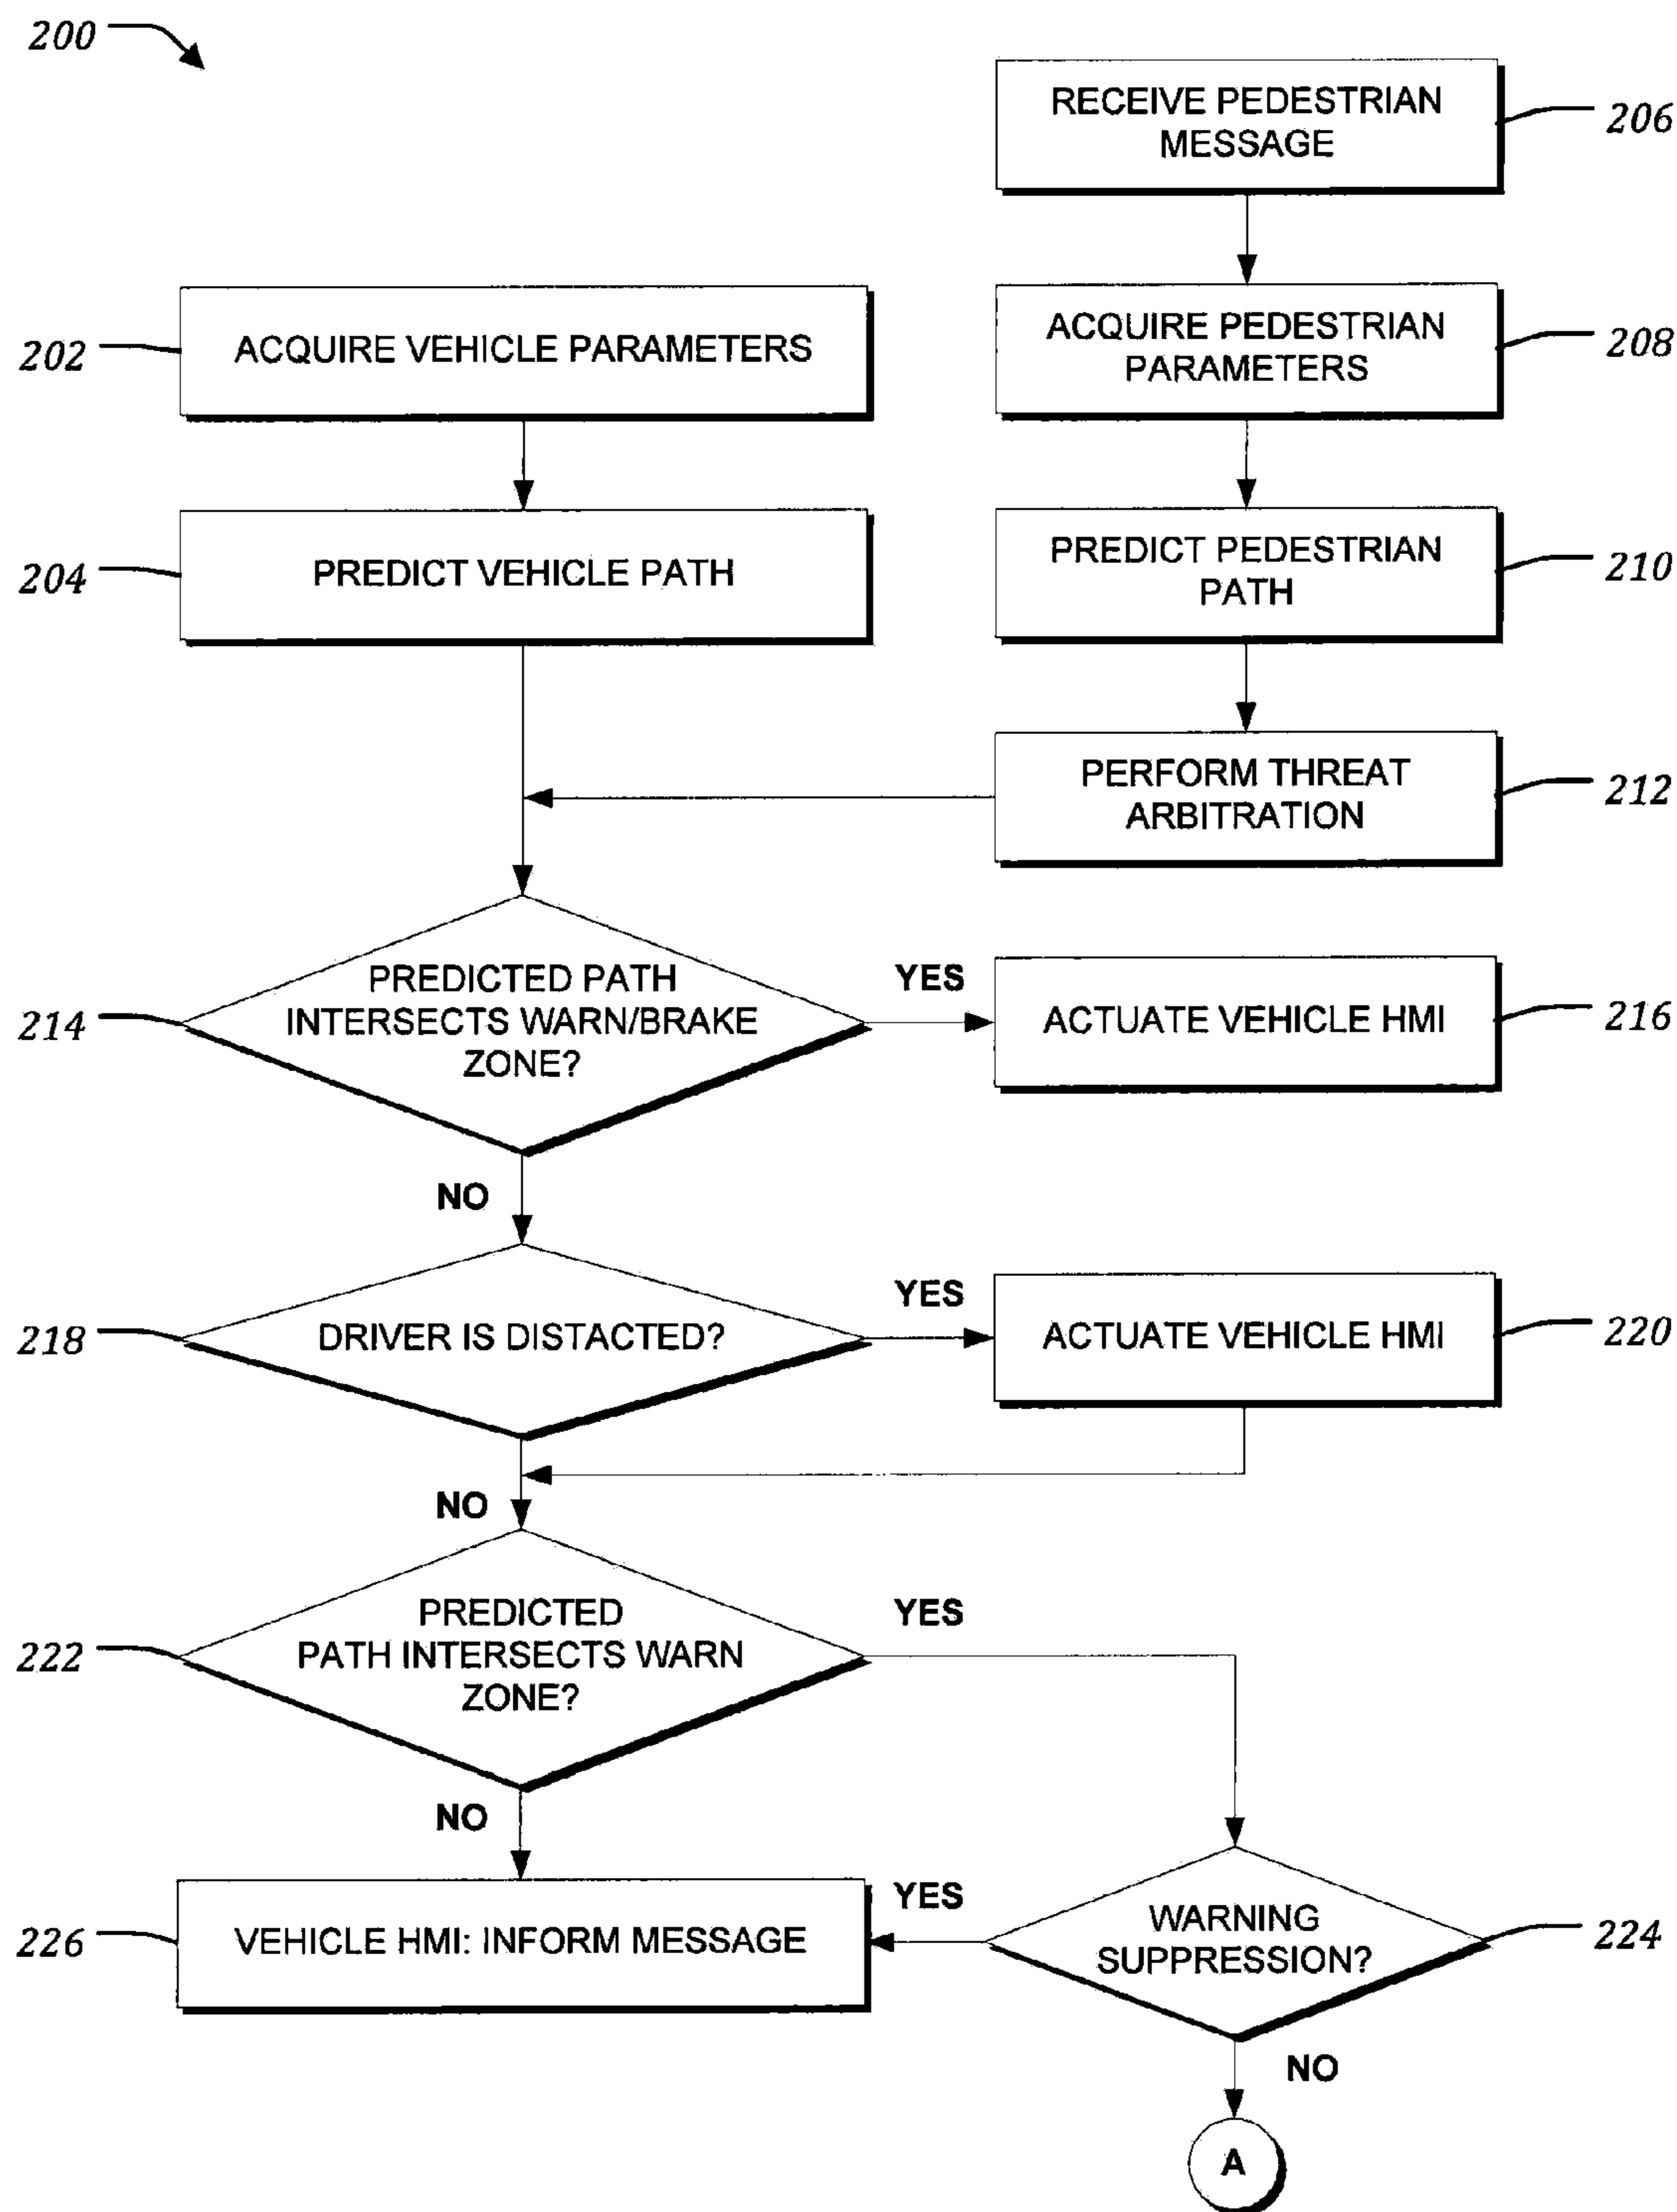 200
RECEIVE PEDESTRIAN
MESSAGE
206
202
ACQUIRE VEHICLE PARAMETERS
ACQUIRE PEDESTRIAN
PARAMETERS
208
204
PREDICT VEHICLE PATH
PREDICT PEDESTRIAN
PATH
210
PERFORM THREAT
ARBITRATION
212
214
PREDICTED PATH
INTERSECTS WARN/BRAKE
ZONE?
YES
ACTUATE VEHICLE HMI
216
NO
218
DRIVER IS DISTACTED?
YES
ACTUATE VEHICLE HMI
220
NO
222
PREDICTED
PATH INTERSECTS WARN
ZONE?
YES
NO
226
VEHICLE HMI: INFORM MESSAGE
YES
WARNING
SUPPRESSION?
224
NO
A